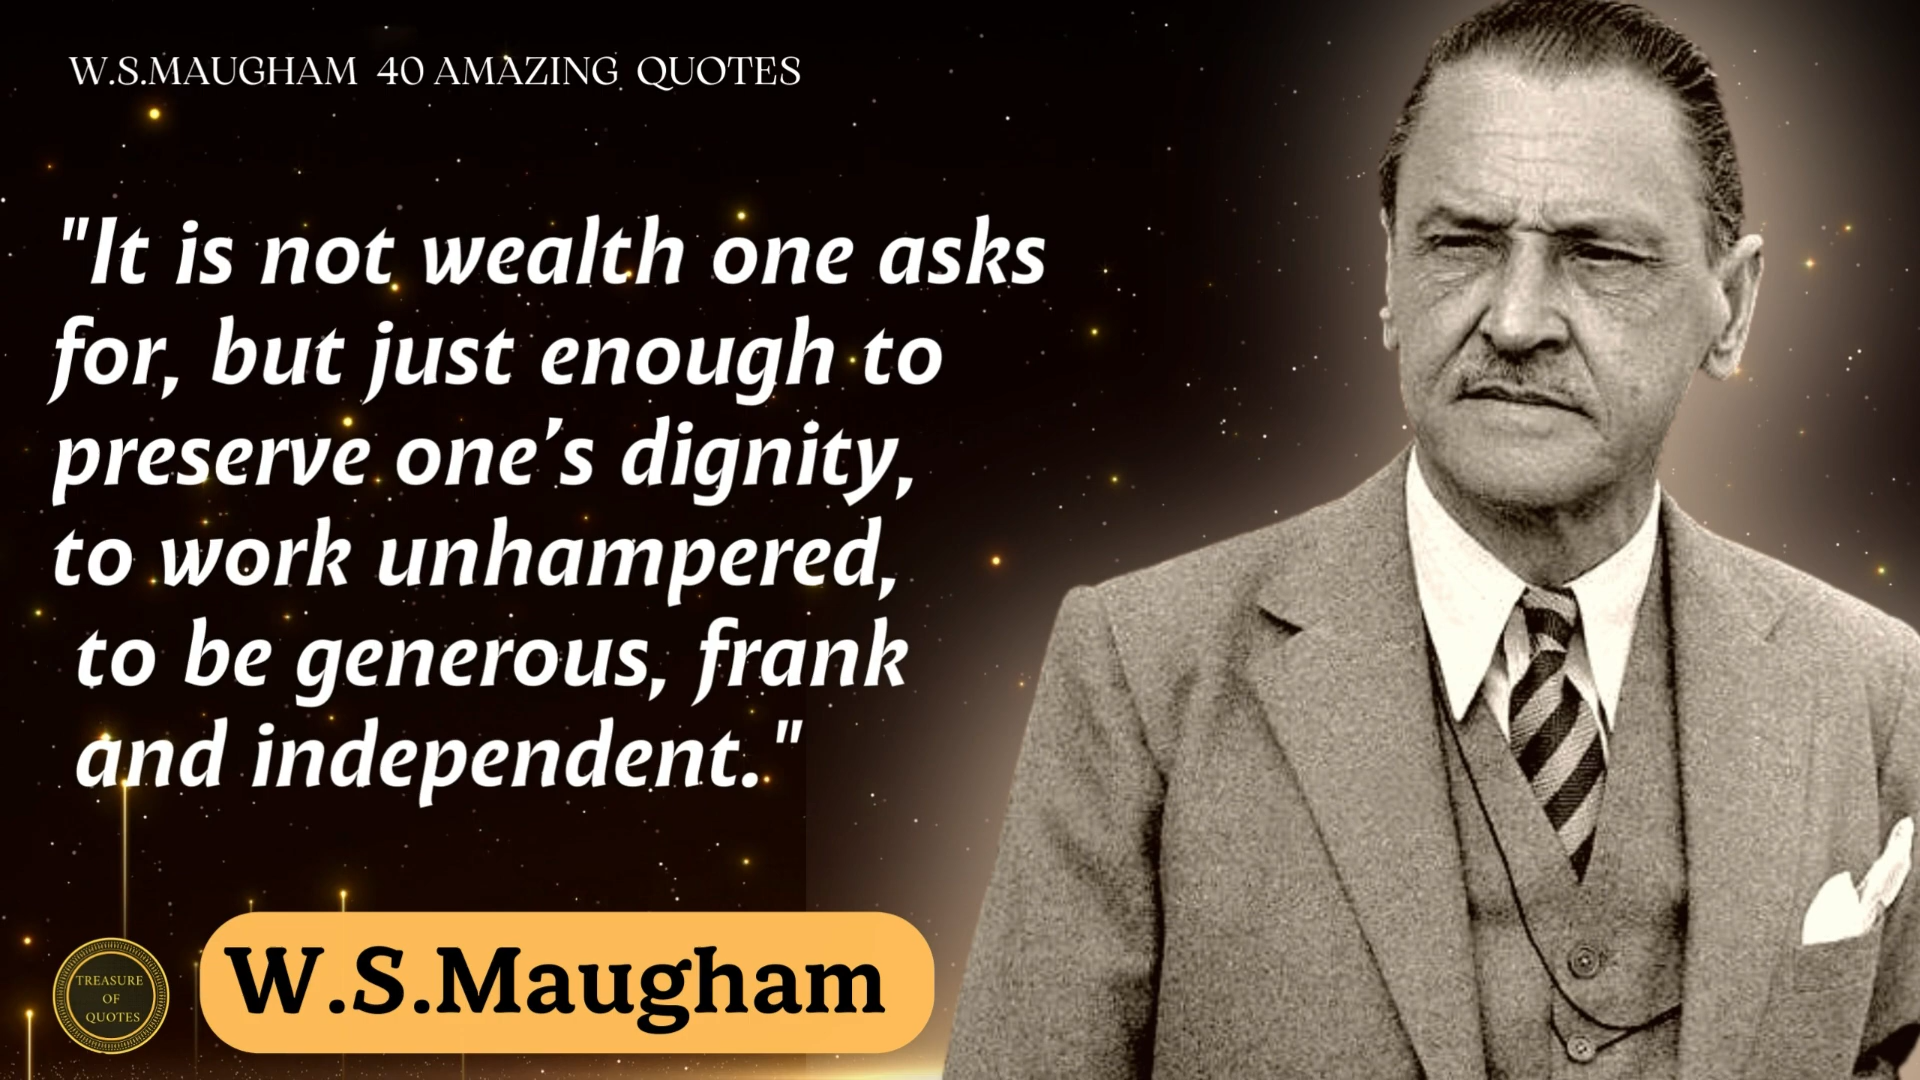 W.S.MAUGHAM 40 AMAZING QUOTES
"It is not wealth one asks
for, but just enough to
preserve one's dignity,
to work unhampered,
to be generous, frank
and independent."
W.S.Maugham
TREASURE
OF
QUOTES